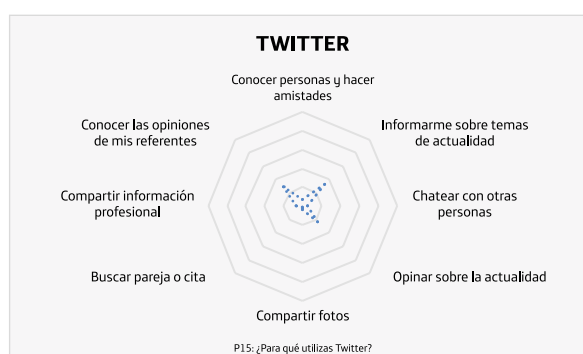 TWITTER
Conocer personas y hacer
amistades
Conocer las opiniones
de mis referentes
Informarme sobre temas
de actualidad
Compartir información
profesional
Chatear con otras
personas
Buscar pareja o cita
Opinar sobre la actualidad
Compartir fotos
P15: ¿Para qué utilizas Twitter?